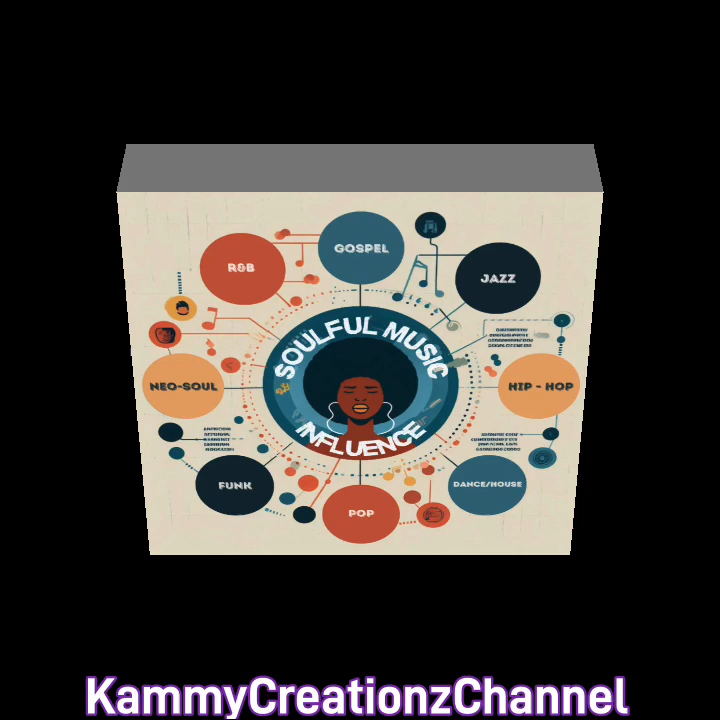 GOSPEL
R&B
JAZZ
SOULFUL MUSIC
NEO-SOUL
HIP - HOP
INFLUENCE
FUNK
DANCE/HOUSE
POP
KammyCreationzChannel